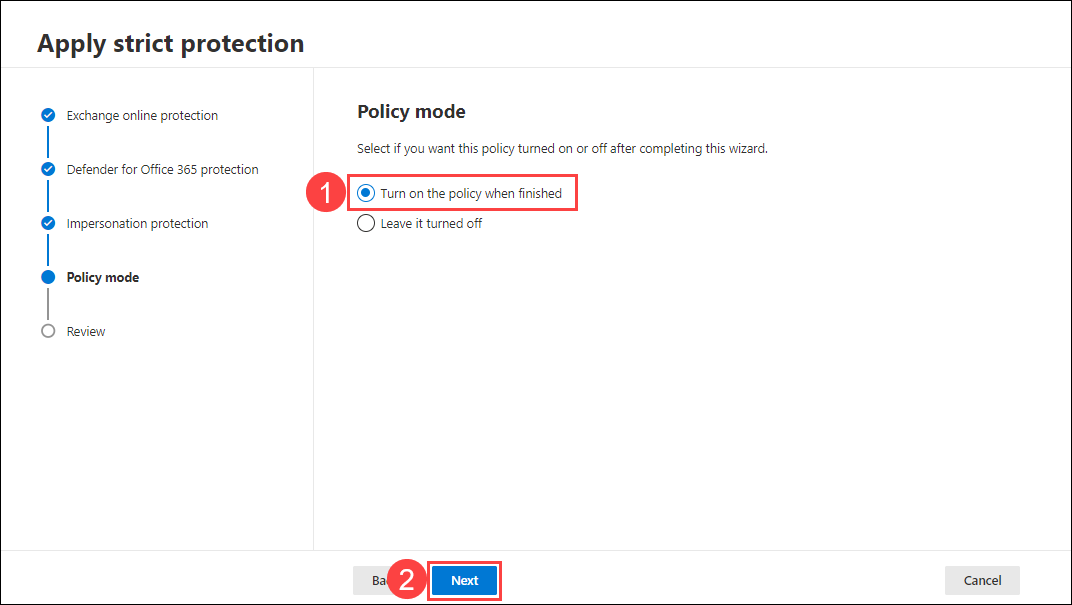 Apply strict protection
Exchange online protection
Defender for Office 365 protection
Impersonation protection
Policy mode
Review
Policy mode
Select if you want this policy turned on or off after completing this wizard.
1
Turn on the policy when finished
Leave it turned off
2
Next
Cancel